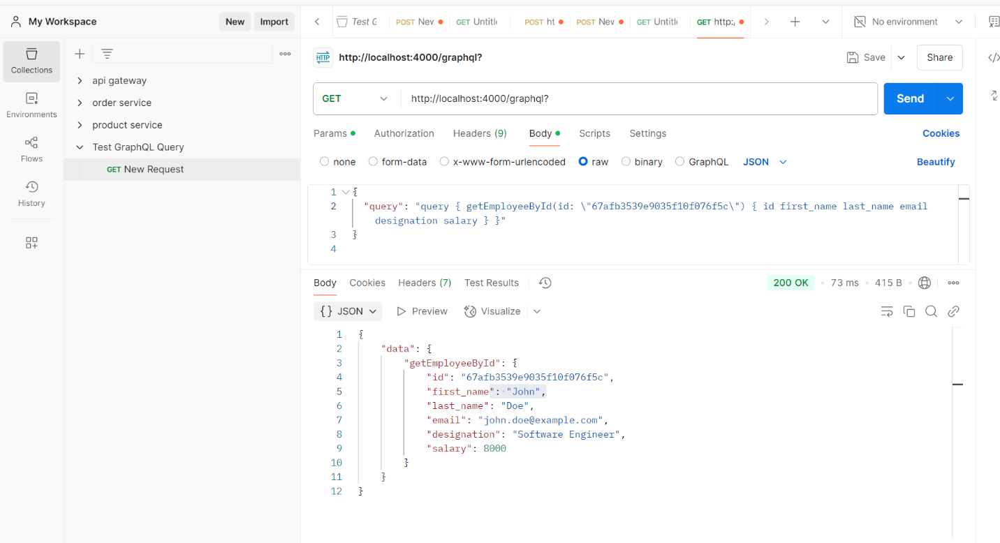 My Workspace
New
Import
Test G
POST Nev
GET Untitl
POST ht
POST Nev
GET Untitl
GET http:/
No environment
Collections
Environments
Flows
History
api gateway
order service
product service
Test GraphQL Query
GET New Request
HTTP
http://localhost:4000/graphql?
Save
Share
GET
http://localhost:4000/graphql?
Send
Params
Authorization
Headers (9)
Body
Scripts
Settings
Cookies
none
form-data
x-www-form-urlencoded
raw
binary
GraphQL
JSON
Beautify
1 {
2 "query": "query { getEmployeeById(id: \"67afb3539e9035f10f076f5c\") { id first_name last_name email
designation salary } }"
3 }
4
Body
Cookies
Headers (7)
Test Results
200 OK
73 ms
415 B
{} JSON
Preview
Visualize
1 {
2 "data": {
3 "getEmployeeById": {
4 "id": "67afb3539e9035f10f076f5c",
5 "first_name": "John",
6 "last_name": "Doe",
7 "email": "john.doe@example.com",
8 "designation": "Software Engineer",
9 "salary": 8000
10 }
11 }
12 }